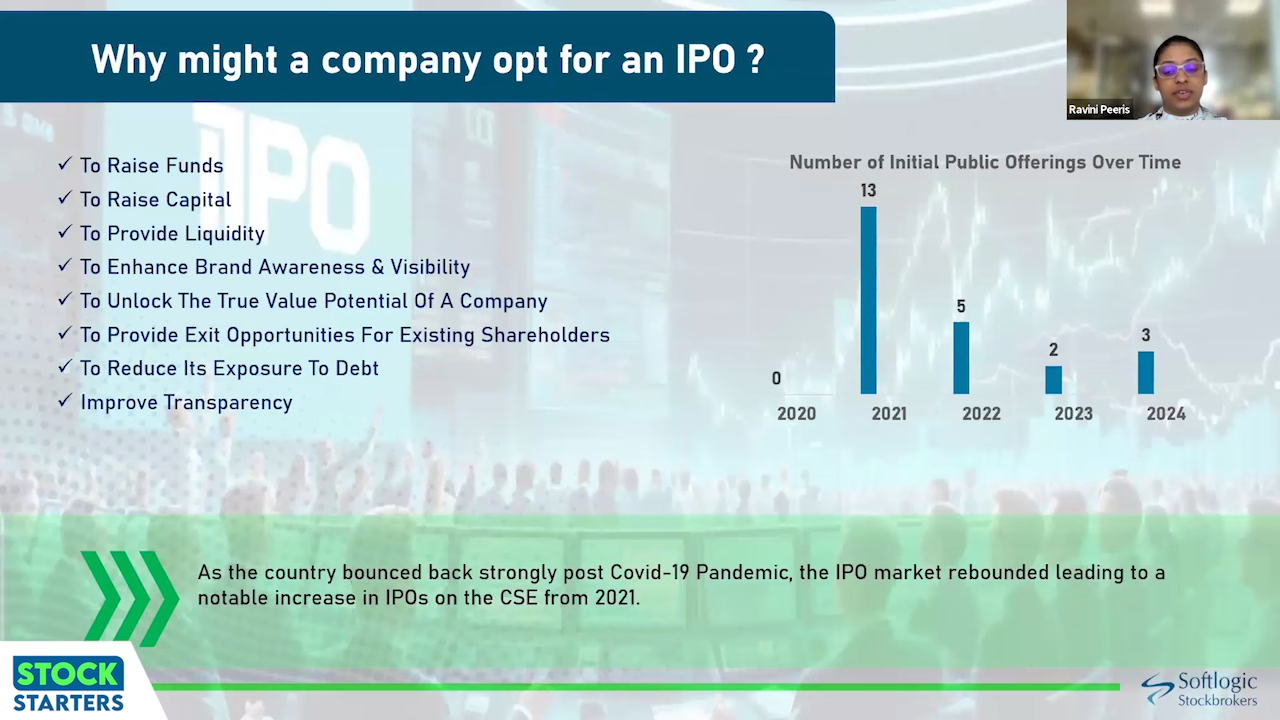 Why might a company opt for an IPO ?
Ravini Peeris
IPO
✓ To Raise Funds
✓ To Raise Capital
✓ To Provide Liquidity
✓ To Enhance Brand Awareness & Visibility
✓ To Unlock The True Value Potential Of A Company
✓ To Provide Exit Opportunities For Existing Shareholders
✓ To Reduce Its Exposure To Debt
✓ Improve Transparency
Number of Initial Public Offerings Over Time
13
5
2
3
0
2020 2021 2022 2023 2024
As the country bounced back strongly post Covid-19 Pandemic, the IPO market rebounded leading to a
notable increase in IPOs on the CSE from 2021.
STOCK
STARTERS
Softlogic
Stockbrokers